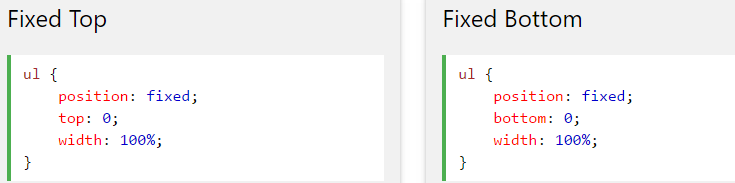 Fixed Top
ul {
    position: fixed;
    top: 0;
    width: 100%;
}
Fixed Bottom
ul {
    position: fixed;
    bottom: 0;
    width: 100%;
}